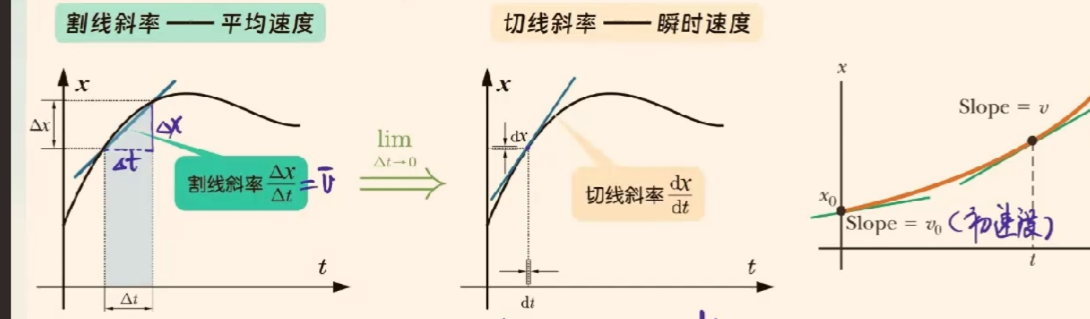 割线斜率 —— 平均速度
切线斜率 —— 瞬时速度
x
Δx
Δx
Δt
割线斜率 Δx/Δt = v̄
t
Δt
lim
Δt→0
x
dx
切线斜率 dx/dt
t
dt
x
Slope = v
x₀
Slope = v₀ (初速度)
t